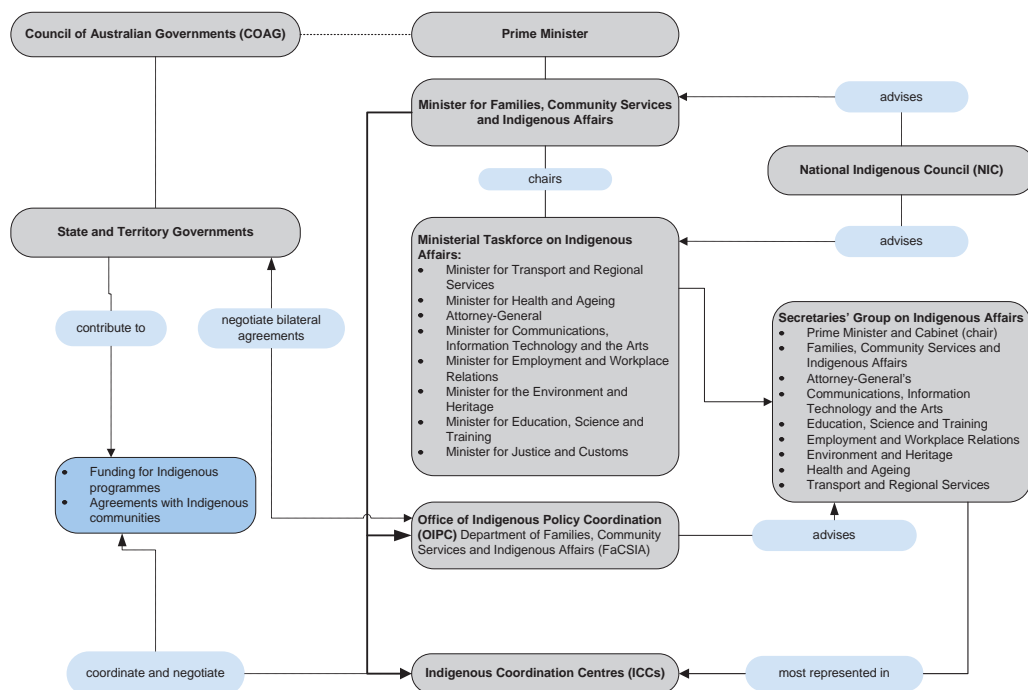 Council of Australian Governments (COAG)
Prime Minister
Minister for Families, Community Services
and Indigenous Affairs
advises
National Indigenous Council (NIC)
chairs
advises
State and Territory Governments
Ministerial Taskforce on Indigenous
Affairs:
• Minister for Transport and Regional
Services
• Minister for Health and Ageing
• Attorney-General
• Minister for Communications,
Information Technology and the Arts
• Minister for Employment and Workplace
Relations
• Minister for the Environment and
Heritage
• Minister for Education, Science and
Training
• Minister for Justice and Customs
contribute to
negotiate bilateral
agreements
Secretaries' Group on Indigenous Affairs
• Prime Minister and Cabinet (chair)
• Families, Community Services and
Indigenous Affairs
• Attorney-General's
• Communications, Information
Technology and the Arts
• Education, Science and Training
• Employment and Workplace Relations
• Environment and Heritage
• Health and Ageing
• Transport and Regional Services
• Funding for Indigenous
programmes
• Agreements with Indigenous
communities
Office of Indigenous Policy Coordination
(OIPC) Department of Families, Community
Services and Indigenous Affairs (FaCSIA)
advises
coordinate and negotiate
Indigenous Coordination Centres (ICCs)
most represented in